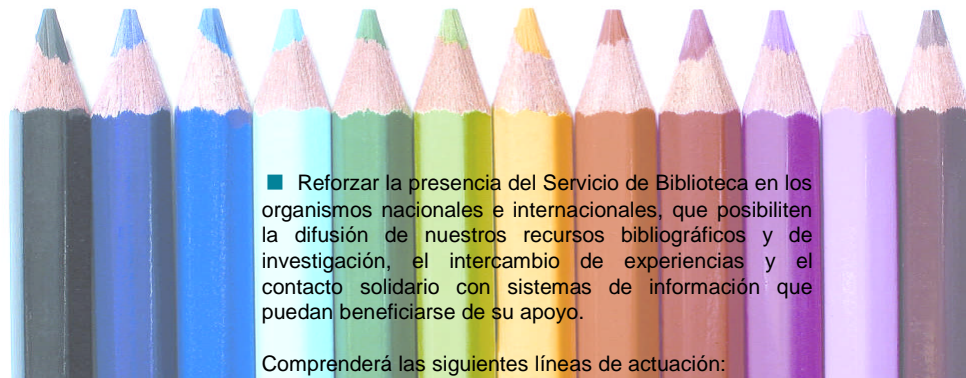 ■ Reforzar la presencia del Servicio de Biblioteca en los
organismos nacionales e internacionales, que posibiliten
la difusión de nuestros recursos bibliográficos y de
investigación, el intercambio de experiencias y el
contacto solidario con sistemas de información que
puedan beneficiarse de su apoyo.
Comprenderá las siguientes líneas de actuación: